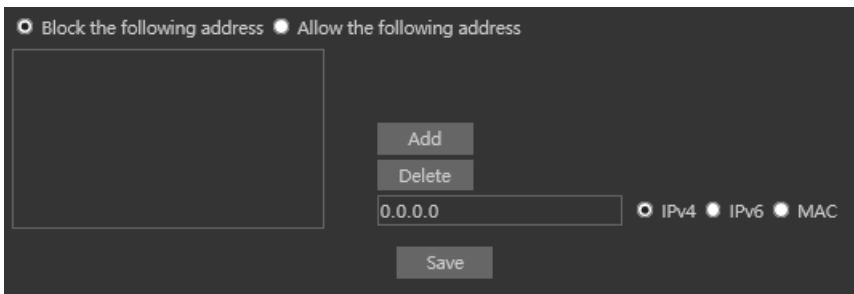 Block the following address Allow the following address
Add
Delete
0.0.0.0 IPv4 IPv6 MAC
Save